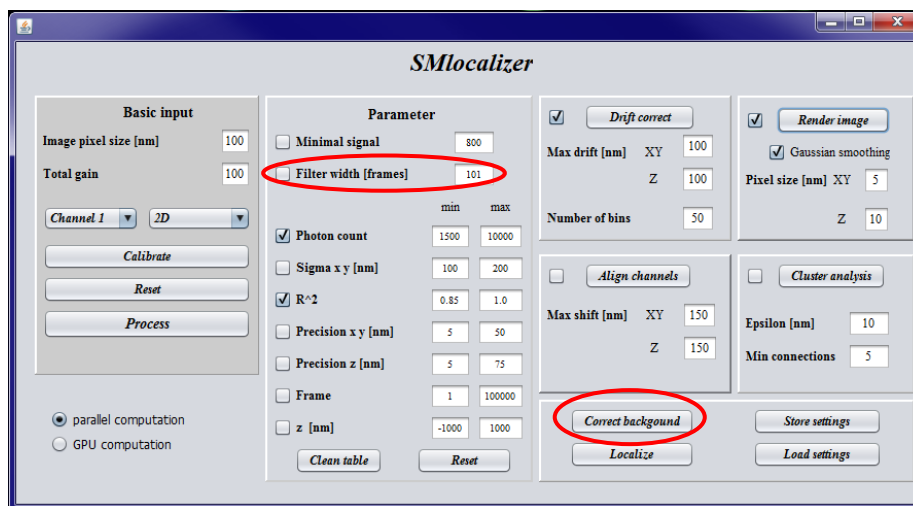 SMlocalizer
Basic input
Image pixel size [nm] 100
Total gain 100
Channel 1 2D
Calibrate
Reset
Process
parallel computation
GPU computation
Parameter
Minimal signal 800
Filter width [frames] 101
min max
Photon count 1500 10000
Sigma x y [nm] 100 200
R^2 0.85 1.0
Precision x y [nm] 5 50
Precision z [nm] 5 75
Frame 1 100000
z [nm] -1000 1000
Clean table Reset
Drift correct
Max drift [nm] XY 100
Z 100
Number of bins 50
Render image
Gaussian smoothing
Pixel size [nm] XY 5
Z 10
Align channels
Max shift [nm] XY 150
Z 150
Cluster analysis
Epsilon [nm] 10
Min connections 5
Correct backgound Store settings
Localize Load settings